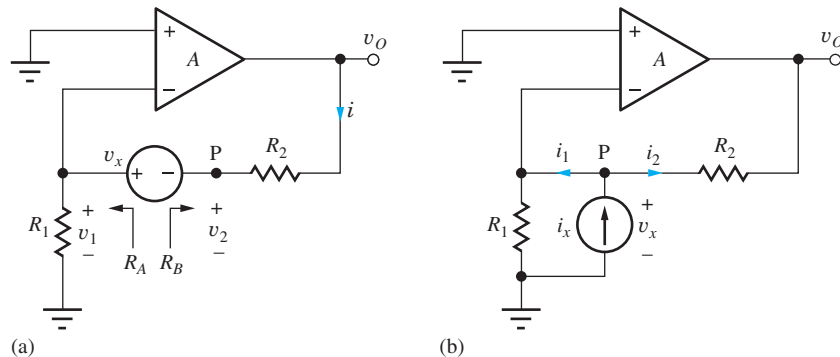 +
A
−
v_O
i
v_x
+
−
P
R_2
R_1
+
v_1
−
R_A
R_B
+
v_2
−
(a)
+
A
−
v_O
i_1
P
i_2
R_2
R_1
i_x
+
v_x
−
(b)